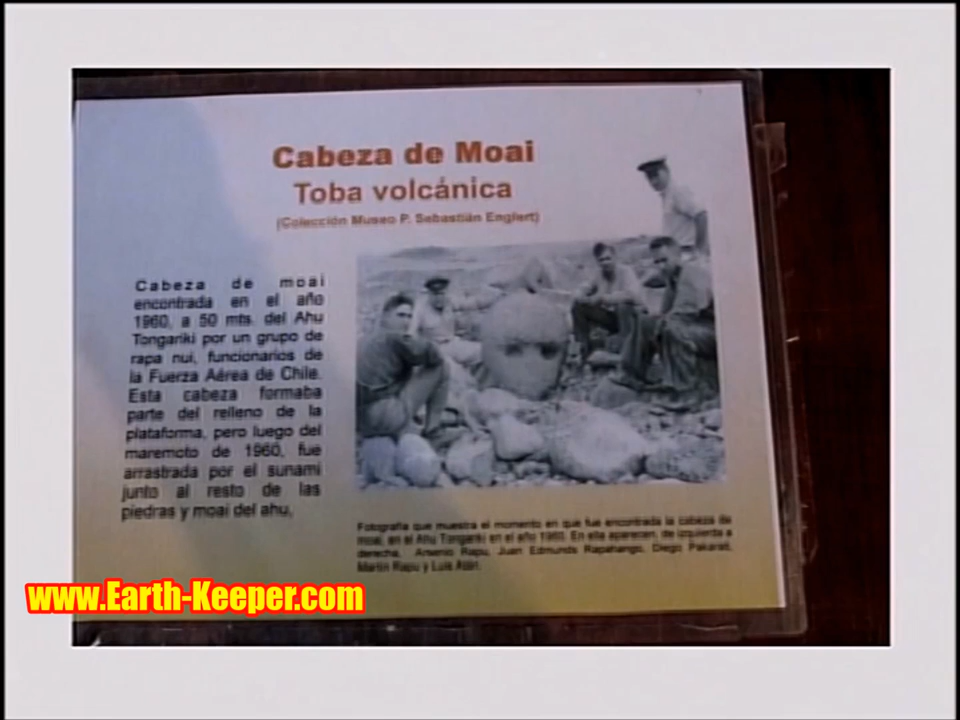 Cabeza de Moai
Toba volcánica
(Colección Museo P. Sebastián Englert)
Cabeza de moai
encontrada en el año
1960, a 50 mts. del Ahu
Tongariki por un grupo de
rapa nui, funcionarios de
la Fuerza Aérea de Chile.
Esta cabeza formaba
parte del relleno de la
plataforma, pero luego del
maremoto de 1960, fue
arrastrada por el sunami
junto al resto de las
piedras y moai del ahu.
Fotografía que muestra el momento en que fue encontrada la cabeza de
moai, en el Ahu Tongariki en el año 1960. En ella aparecen, de izquierda a
derecha, Arsenio Rapu, Juan Edmunds Rapahango, Diego Pakarati,
Martín Rapu y Luis
www.Earth-Keeper.com